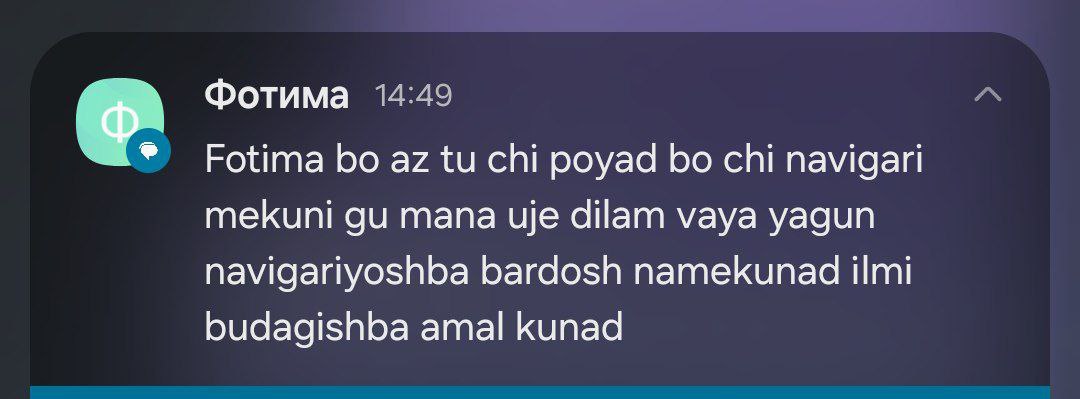 Ф
Фотима 14:49
Fotima bo az tu chi poyad bo chi navigari
mekuni gu mana uje dilam vaya yagun
navigariyoshba bardosh namekunad ilmi
budagishba amal kunad